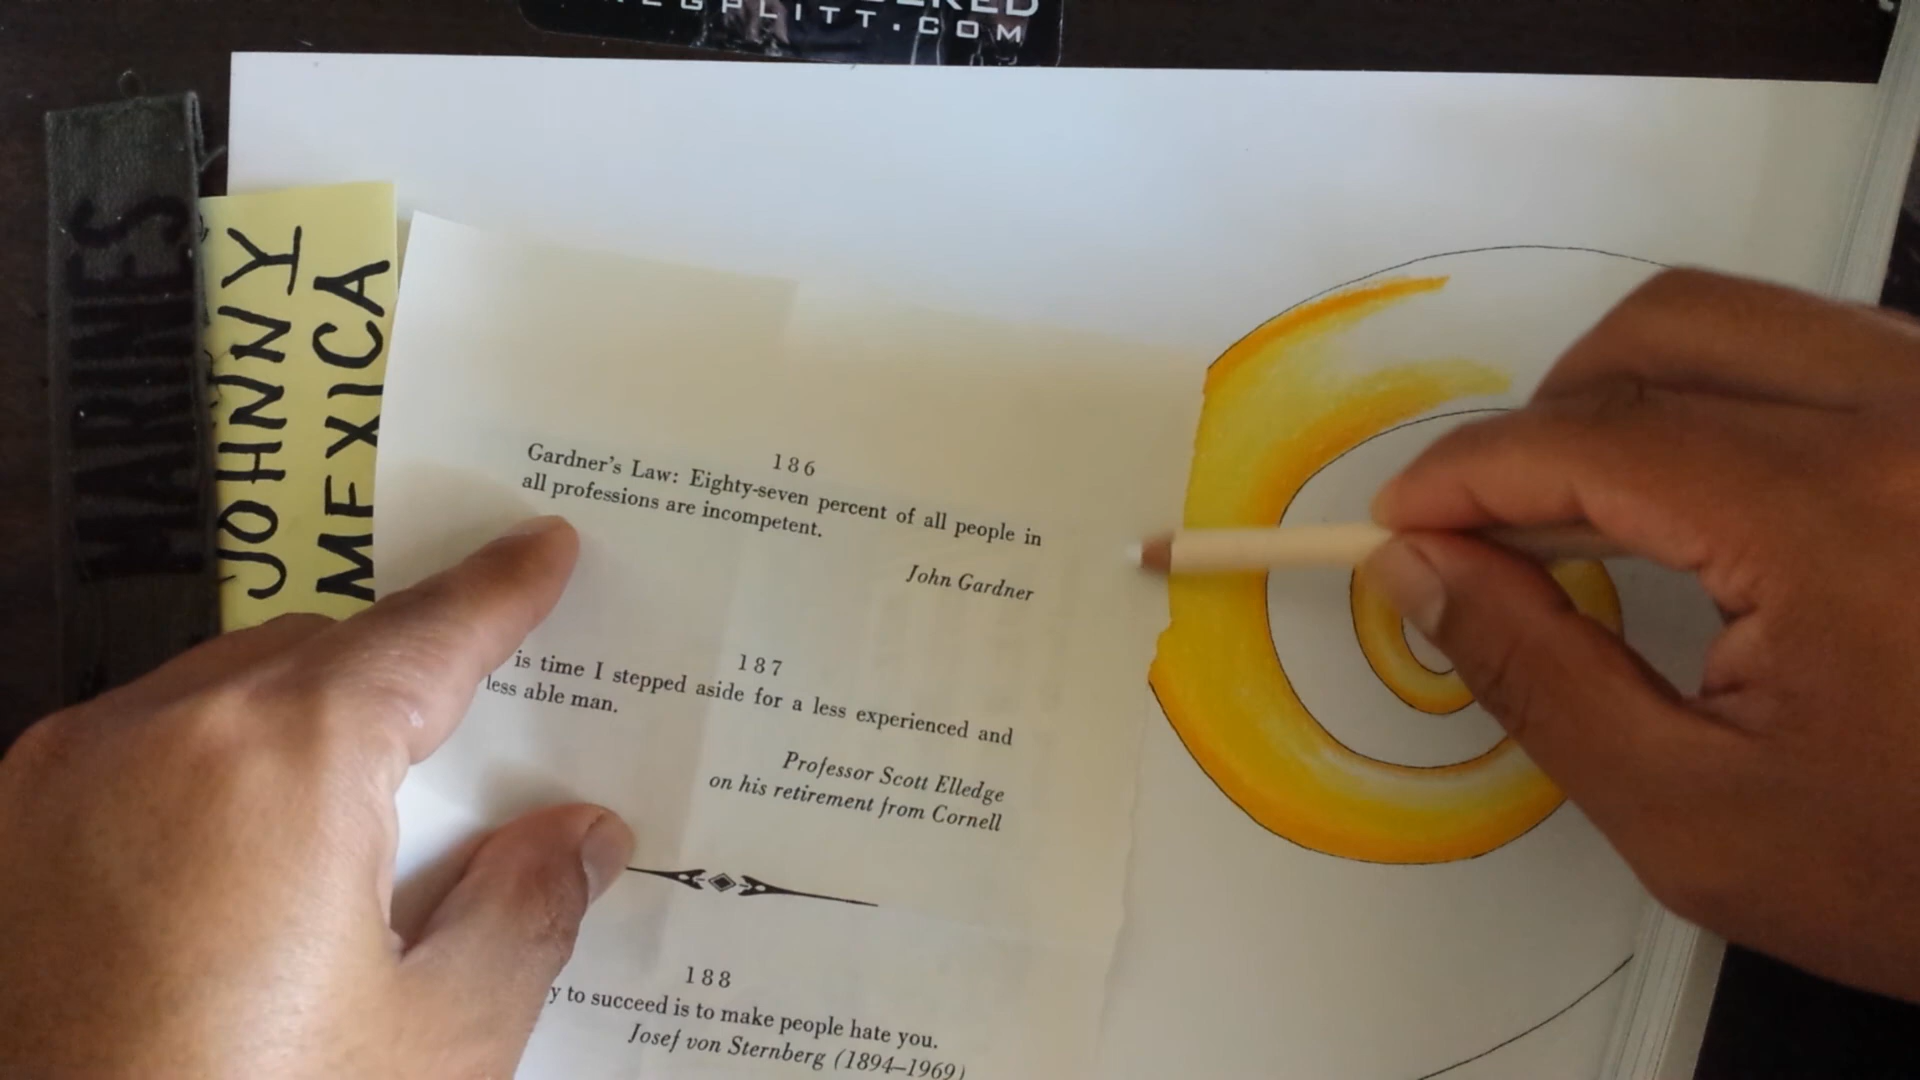 GPLITT.COM
MARINES
JOHNNY
MEXICA
186
Gardner's Law: Eighty-seven percent of all people in
all professions are incompetent.
John Gardner
187
is time I stepped aside for a less experienced and
less able man.
Professor Scott Elledge
on his retirement from Cornell
188
y to succeed is to make people hate you.
Josef von Sternberg (1894–1969)